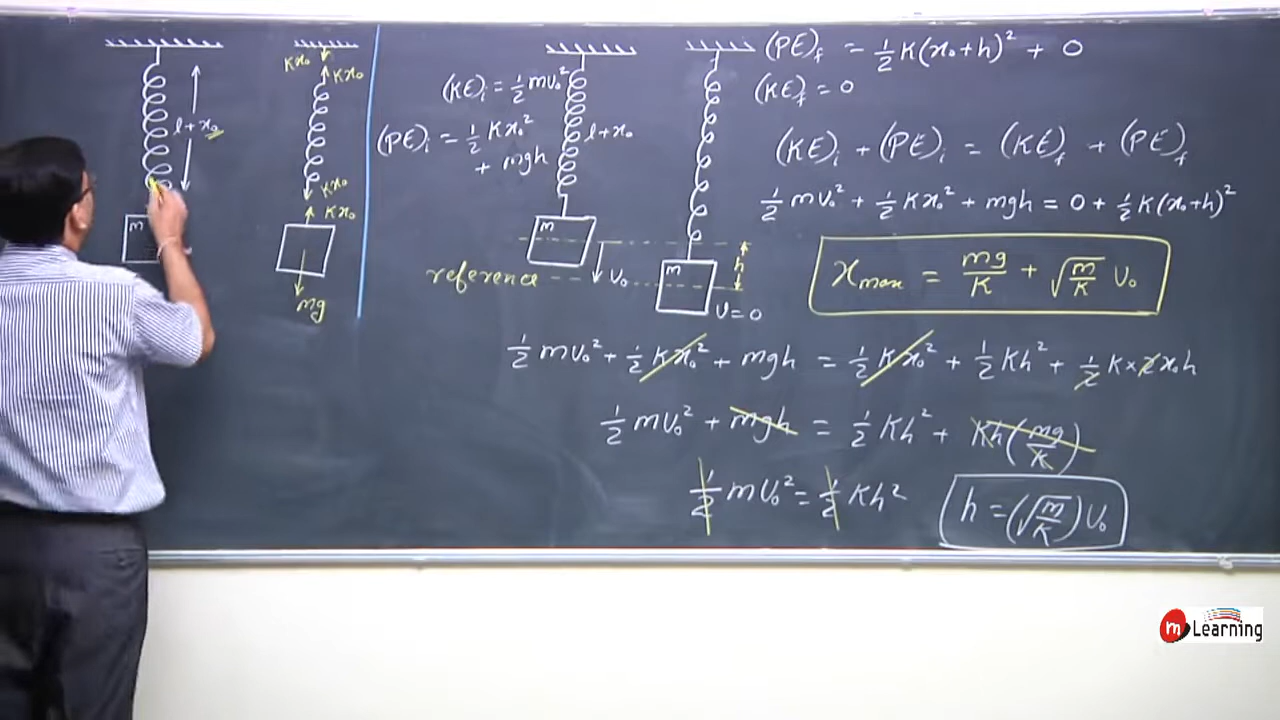 l + x₀
m
Kx₀
Kx₀
Kx₀
Kx₀
mg
(KE)ᵢ = ½ mv₀²
(PE)ᵢ = ½ Kx₀²
+ mgh
l + x₀
m
reference
v₀
m
h
v = 0
(PE)f = ½ K(x₀+h)² + 0
(KE)f = 0
(KE)ᵢ + (PE)ᵢ = (KE)f + (PE)f
½ mv₀² + ½ Kx₀² + mgh = 0 + ½ K(x₀+h)²
xmax = mg/K + √(m/K) v₀
½ mv₀² + ½ Kx₀² + mgh = ½ Kx₀² + ½ Kh² + ½ K × 2x₀h
½ mv₀² + mgh = ½ Kh² + Kh(mg/K)
½ mv₀² = ½ Kh²
h = (√(m/K)) v₀
m Learning